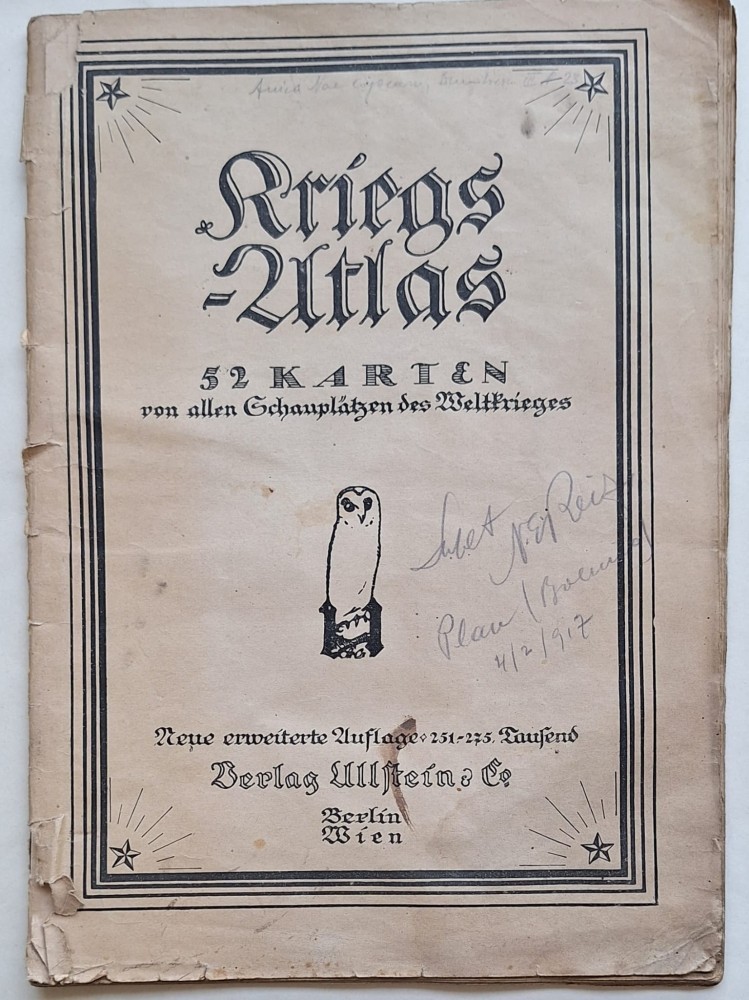 Kriegs
-Atlas
52 KARTEN
von allen Schauplätzen des Weltkrieges
Plan
4/2/917
Neue erweiterte Auflage 251-275. Tausend
Verlag Ullstein & Co
Berlin
Wien